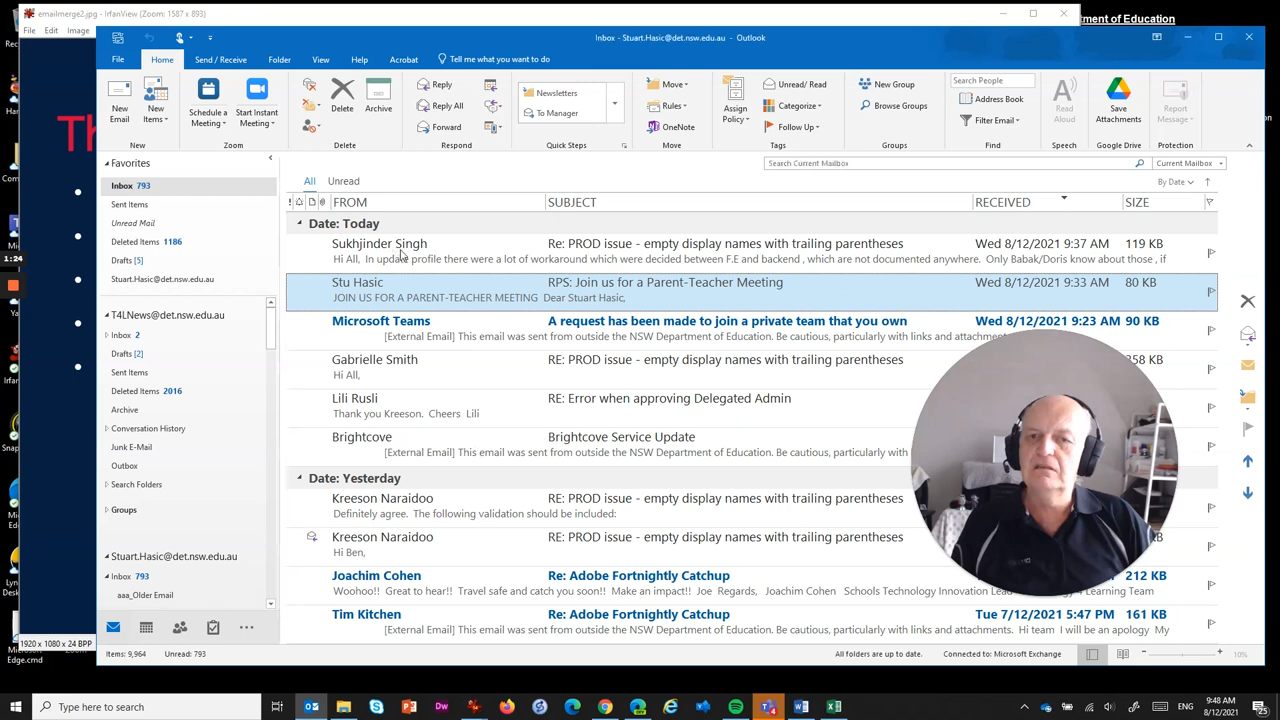 emailmerge2.jpg - IrfanView (Zoom: 1587 x 893)
ment of Education
File Edit Image
Inbox - Stuart.Hasic@det.nsw.edu.au - Outlook
File Home Send / Receive Folder View Help Acrobat Tell me what you want to do
New Email
New Items
New
Schedule a Meeting
Start Instant Meeting
Zoom
Delete
Archive
Delete
Reply
Reply All
Forward
Respond
Newsletters
To Manager
Quick Steps
Move
Rules
OneNote
Move
Assign Policy
Unread/ Read
Categorize
Follow Up
Tags
New Group
Browse Groups
Groups
Search People
Address Book
Filter Email
Find
Read Aloud
Speech
Save Attachments
Google Drive
Report Message
Protection
Favorites
Inbox 793
Sent Items
Unread Mail
Deleted Items 1186
Drafts [5]
Stuart.Hasic@det.nsw.edu.au
T4LNews@det.nsw.edu.au
Inbox 2
Drafts [2]
Sent Items
Deleted Items 2016
Archive
Conversation History
Junk E-Mail
Outbox
Search Folders
Groups
Stuart.Hasic@det.nsw.edu.au
Inbox 793
aaa_Older Email
Search Current Mailbox Current Mailbox
All Unread By Date
FROM SUBJECT RECEIVED SIZE
Date: Today
Sukhjinder Singh Re: PROD issue - empty display names with trailing parentheses Wed 8/12/2021 9:37 AM 119 KB
Hi All, In update profile there were a lot of workaround which were decided between F.E and backend , which are not documented anywhere. Only Babak/Doris know about those , if
Stu Hasic RPS: Join us for a Parent-Teacher Meeting Wed 8/12/2021 9:33 AM 80 KB
JOIN US FOR A PARENT-TEACHER MEETING Dear Stuart Hasic,
Microsoft Teams A request has been made to join a private team that you own Wed 8/12/2021 9:23 AM 90 KB
[External Email] This email was sent from outside the NSW Department of Education. Be cautious, particularly with links and attachments.
Gabrielle Smith RE: PROD issue - empty display names with trailing parentheses 358 KB
Hi All,
Lili Rusli RE: Error when approving Delegated Admin
Thank you Kreeson. Cheers Lili
Brightcove Brightcove Service Update
[External Email] This email was sent from outside the NSW Department of Education. Be cautious, particularly with
Date: Yesterday
Kreeson Naraidoo RE: PROD issue - empty display names with trailing parentheses
Definitely agree. The following validation should be included:
Kreeson Naraidoo RE: PROD issue - empty display names with trailing parentheses
Hi Ben,
Joachim Cohen Re: Adobe Fortnightly Catchup 212 KB
Woohoo!! Great to hear!! Travel safe and catch you soon!! Make an impact!! Joe Regards, Joachim Cohen Schools Technology Innovation Lead Learning Team
Tim Kitchen Re: Adobe Fortnightly Catchup Tue 7/12/2021 5:47 PM 161 KB
[External Email] This email was sent from outside the NSW Department of Education. Be cautious, particularly with links and attachments. Hi team I will be an apology My
Items: 9,964 Unread: 793 All folders are up to date. Connected to: Microsoft Exchange 10%
Th
1:24
1920 x 1080 x 24 BPP
Edge.cmd
Type here to search
9:48 AM
8/12/2021
25